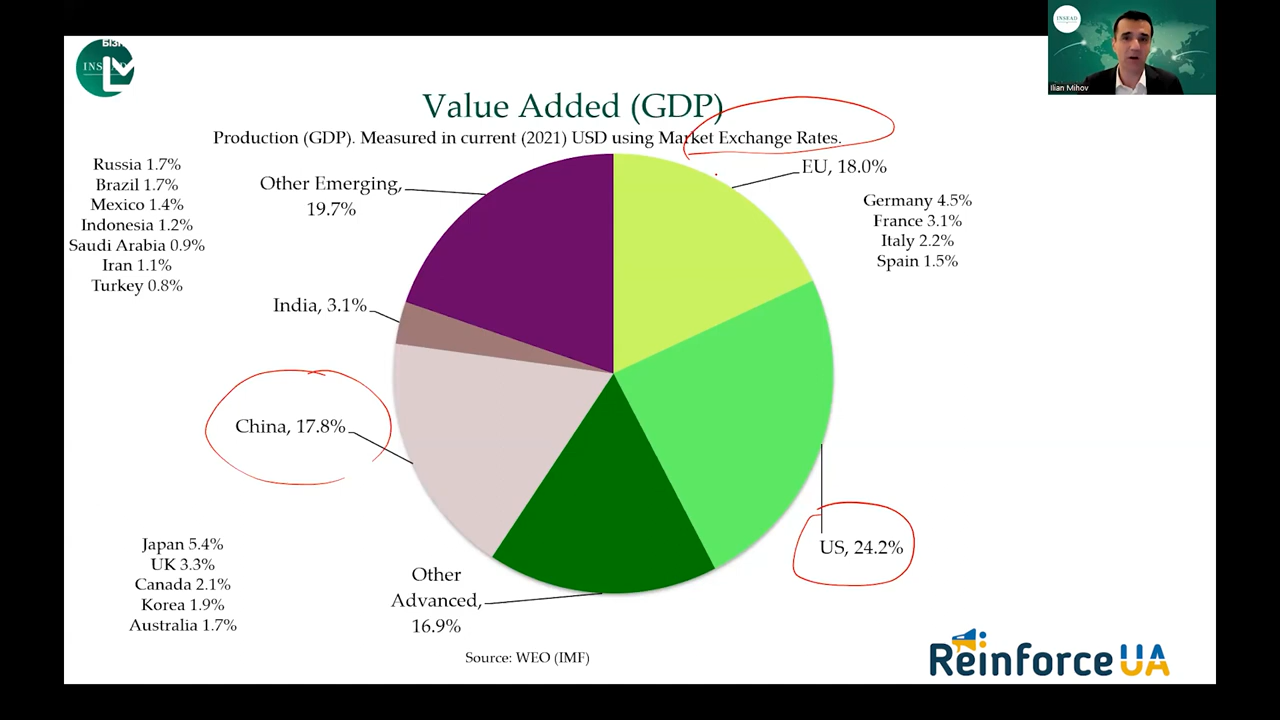 БІЗН
INSEAD
INSEAD
Ilian Mihov
Value Added (GDP)
Production (GDP). Measured in current (2021) USD using Market Exchange Rates.
Russia 1.7%
Brazil 1.7%
Mexico 1.4%
Indonesia 1.2%
Saudi Arabia 0.9%
Iran 1.1%
Turkey 0.8%
Other Emerging,
19.7%
EU, 18.0%
Germany 4.5%
France 3.1%
Italy 2.2%
Spain 1.5%
India, 3.1%
China, 17.8%
US, 24.2%
Japan 5.4%
UK 3.3%
Canada 2.1%
Korea 1.9%
Australia 1.7%
Other
Advanced,
16.9%
Source: WEO (IMF)
Reinforce UA